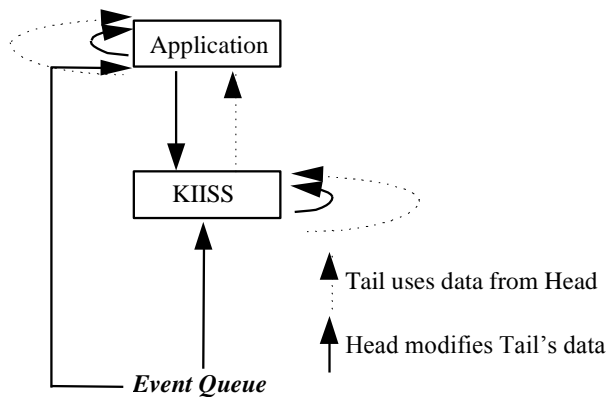 Application
KIISS
Tail uses data from Head
Head modifies Tail's data
Event Queue